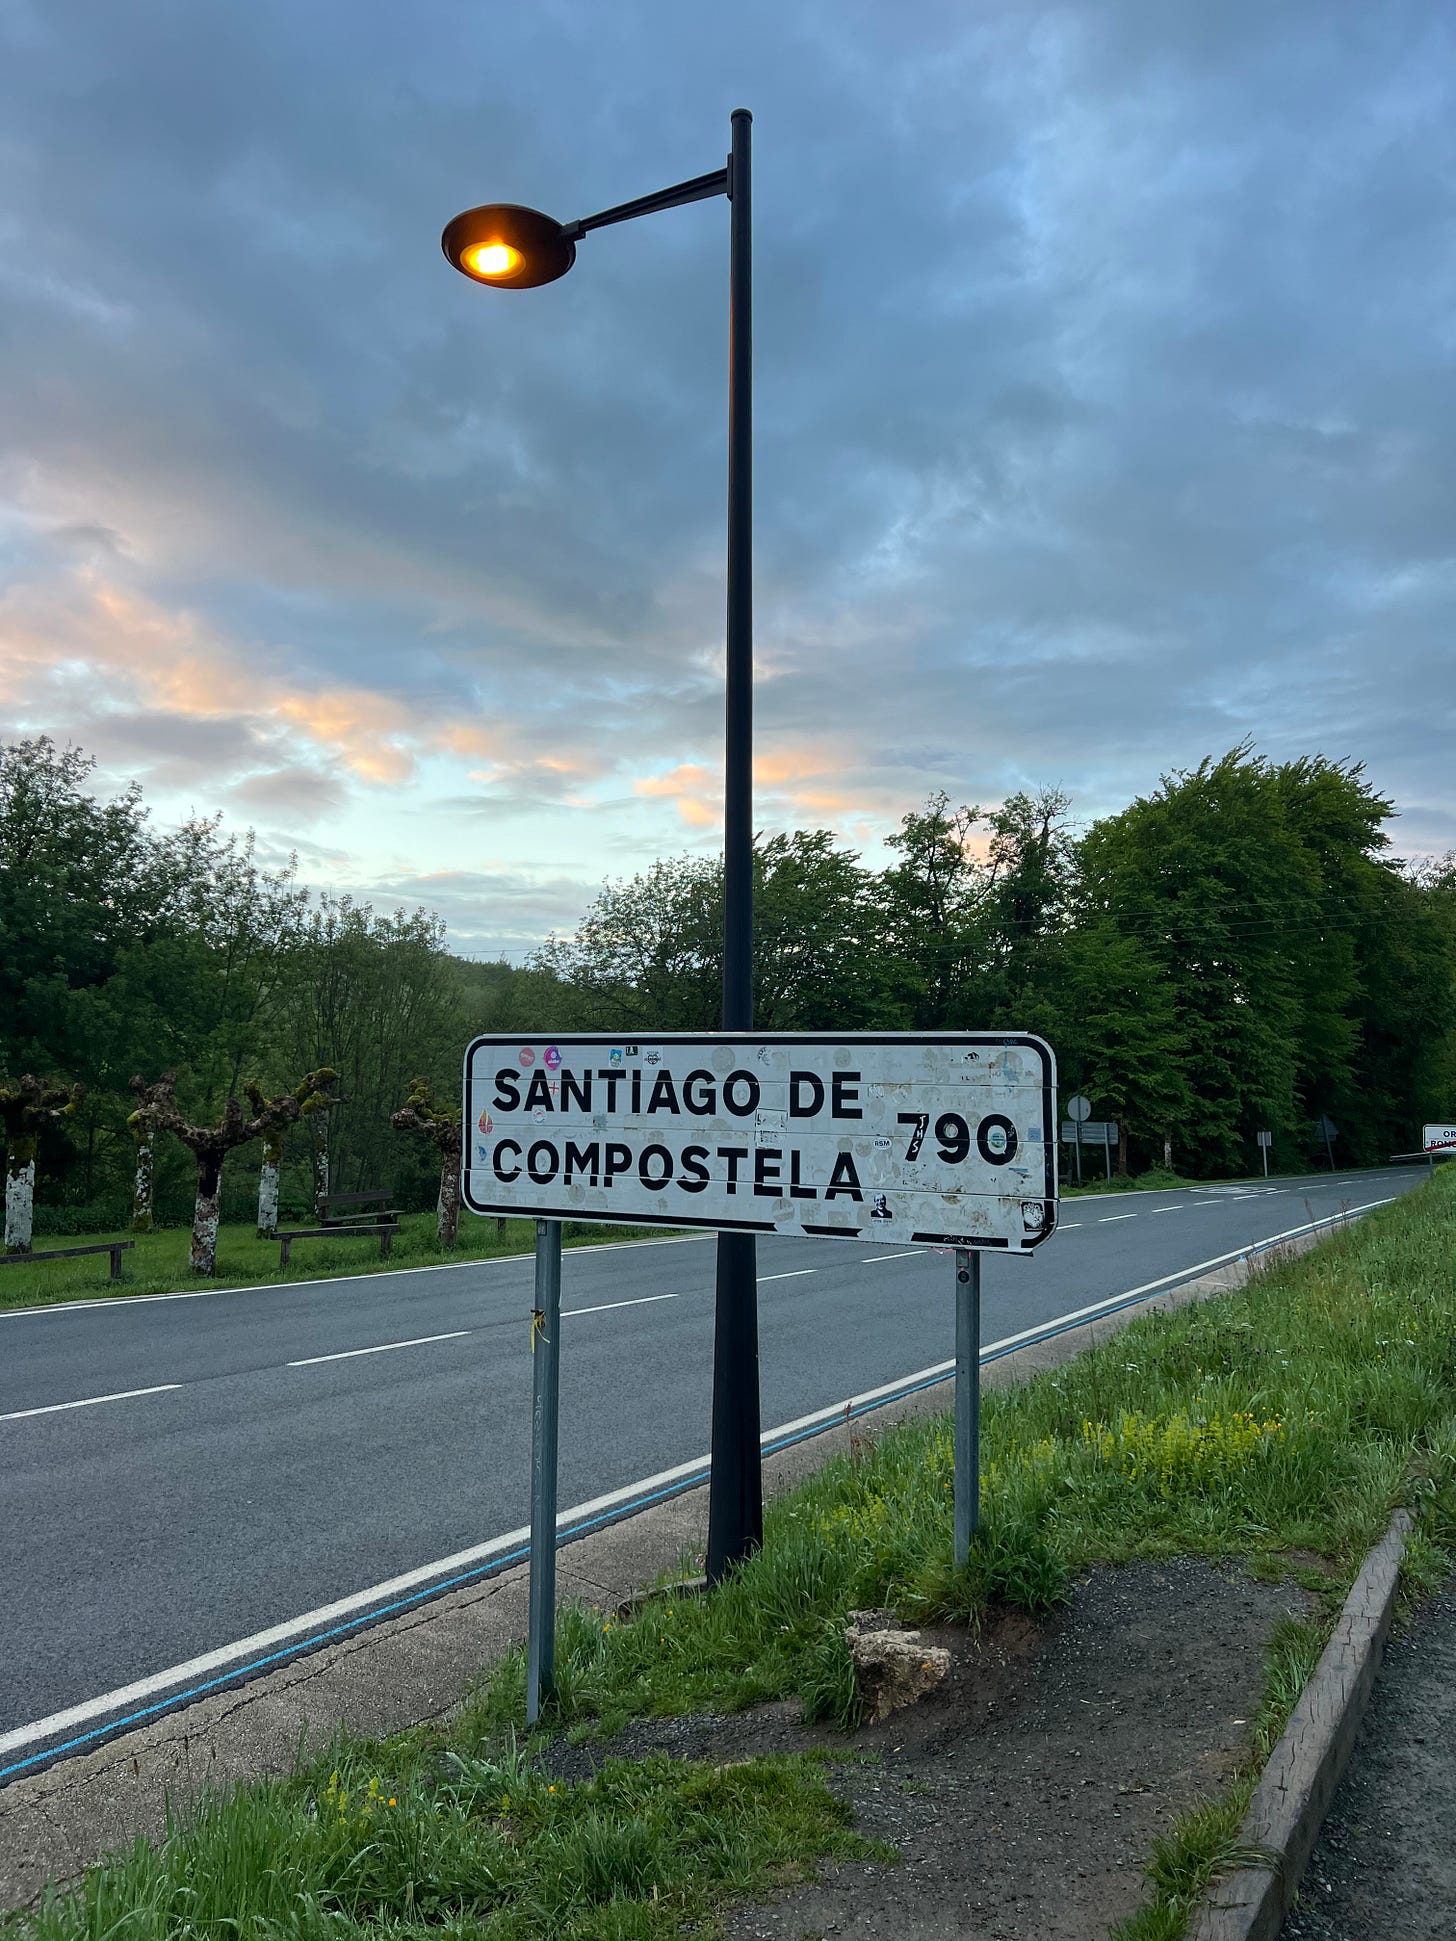 SANTIAGO DE
COMPOSTELA
790